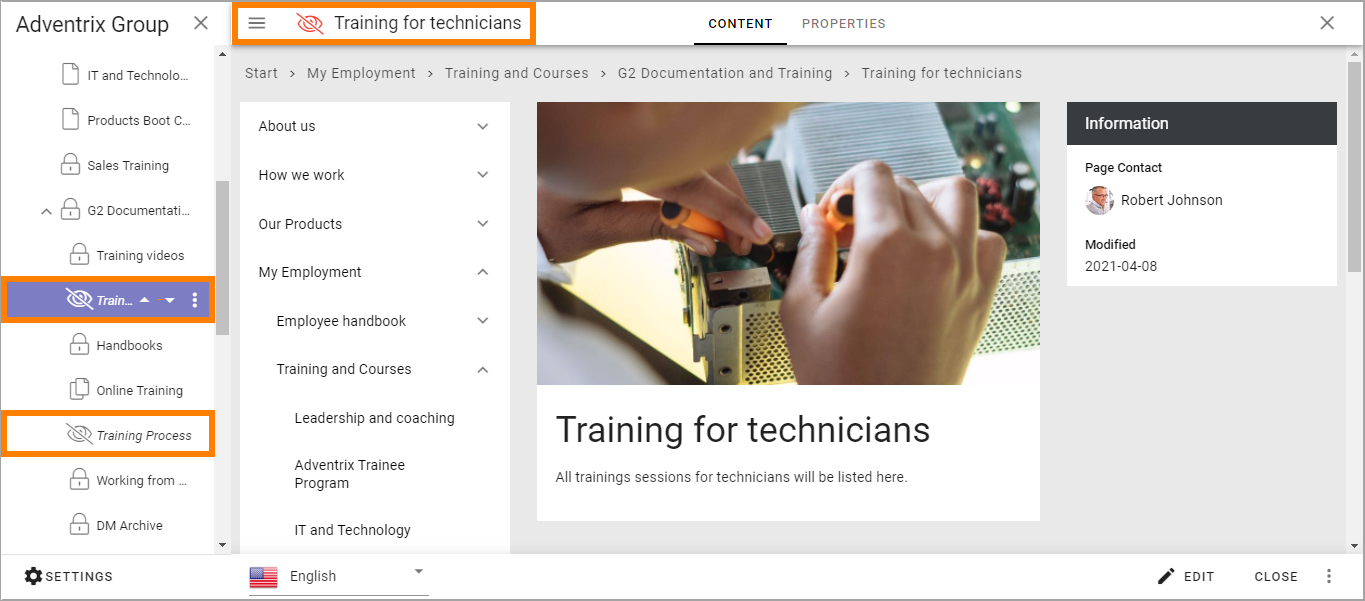 Adventrix Group
Training for technicians
CONTENT
PROPERTIES
Start > My Employment > Training and Courses > G2 Documentation and Training > Training for technicians
IT and Technolo...
Products Boot C...
Sales Training
G2 Documentati...
Training videos
Train...
Handbooks
Online Training
Training Process
Working from ...
DM Archive
About us
How we work
Our Products
My Employment
Employee handbook
Training and Courses
Leadership and coaching
Adventrix Trainee
Program
IT and Technology
Training for technicians
All trainings sessions for technicians will be listed here.
Information
Page Contact
Robert Johnson
Modified
2021-04-08
SETTINGS
English
EDIT
CLOSE